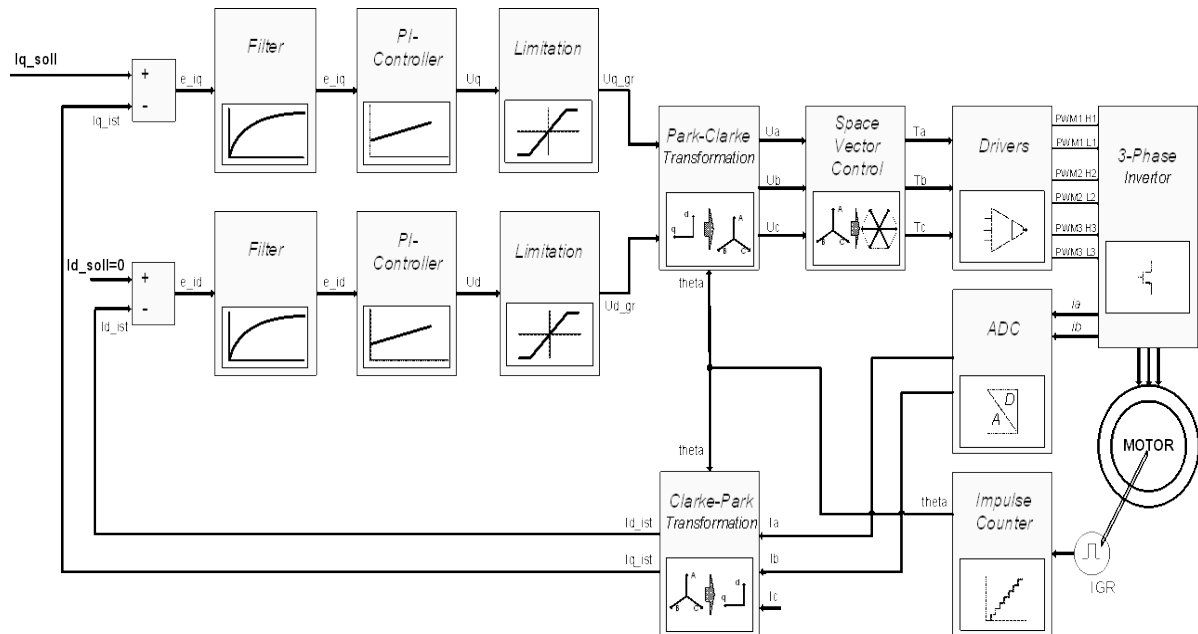 Filter
PI-
Controller
Limitation
Iq_soll
+
-
e_iq
e_iq
Uq
Uq_gr
Iq_ist
Park-Clarke
Transformation
d
q
A
B
C
Ua
Ub
Uc
Space
Vector
Control
A
B
C
Ta
Tb
Tc
Drivers
PWM1 H1
PWM1 L1
PWM2 H2
PWM2 L2
PWM3 H3
PWM3 L3
3-Phase
Invertor
Filter
PI-
Controller
Limitation
Id_soll=0
+
-
e_id
e_id
Ud
Ud_gr
Id_ist
theta
ADC
D
A
Ia
Ib
MOTOR
theta
Clarke-Park
Transformation
A
B
C
d
q
Id_ist
Iq_ist
Ia
Ib
Ic
theta
Impulse
Counter
IGR